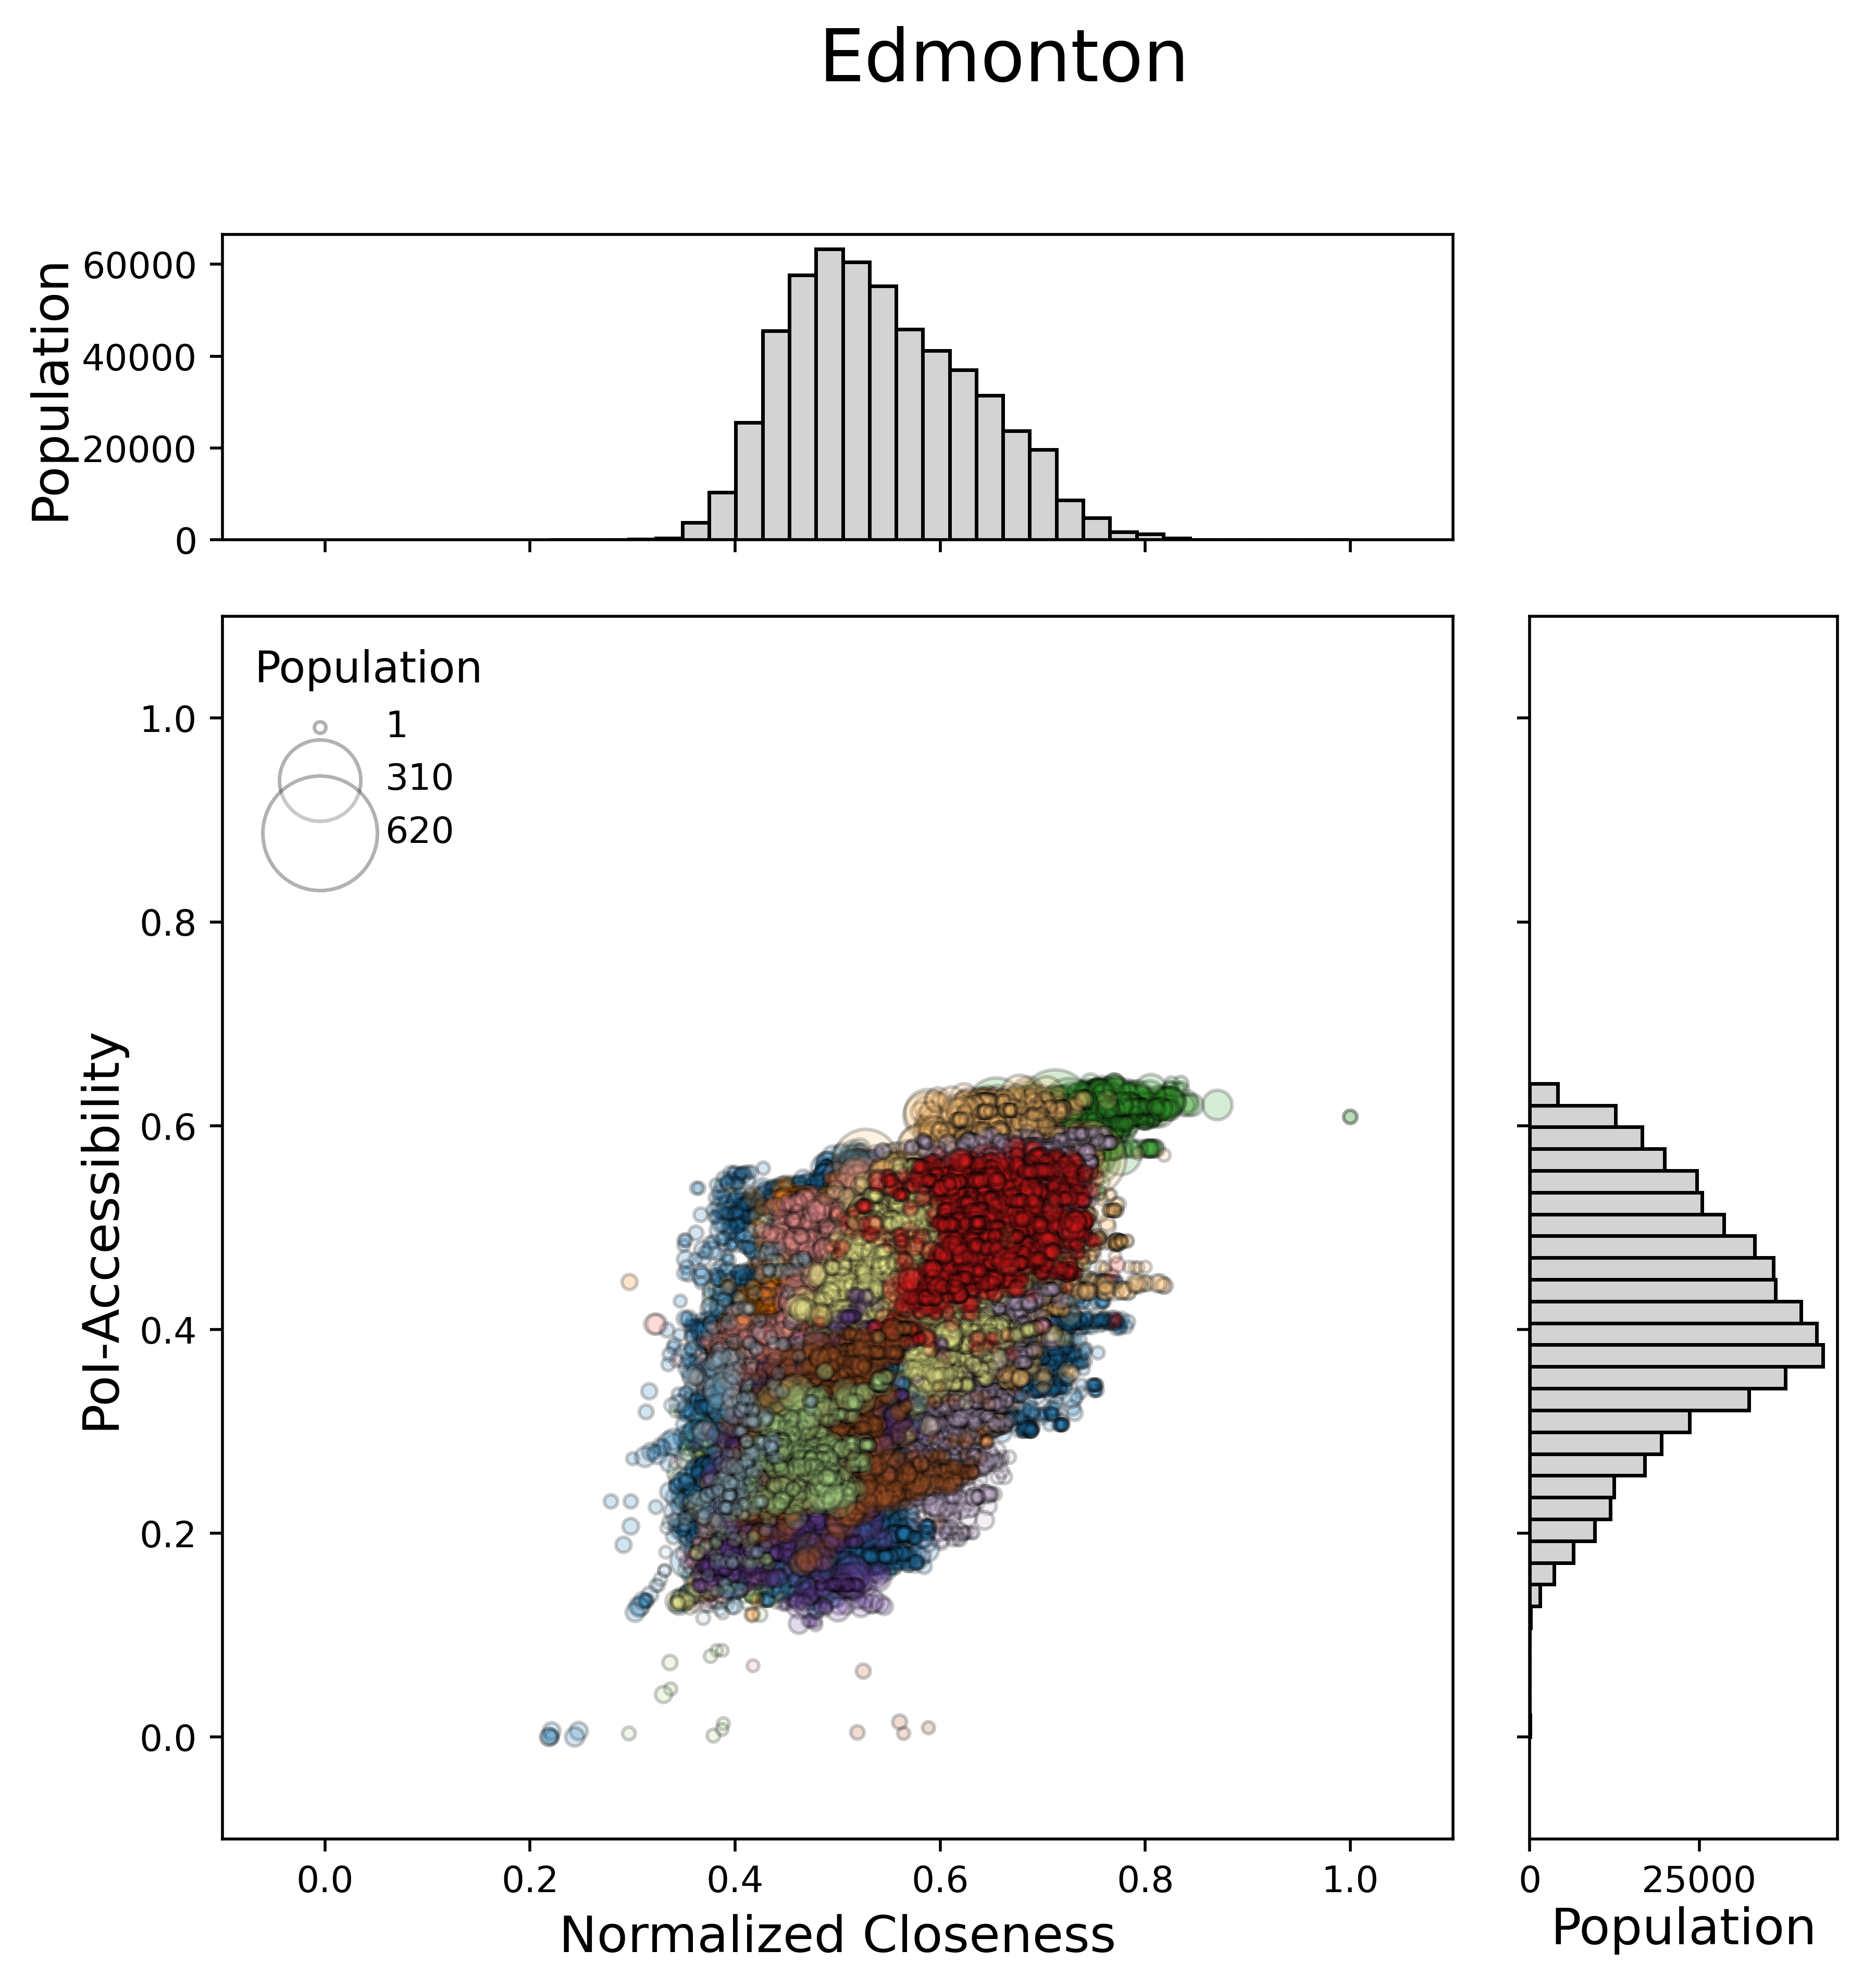 Edmonton
Population
60000
40000
20000
0
Population
1
310
620
PoI-Accessibility
1.0
0.8
0.6
0.4
0.2
0.0
0.0 0.2 0.4 0.6 0.8 1.0
Normalized Closeness
0 25000
Population